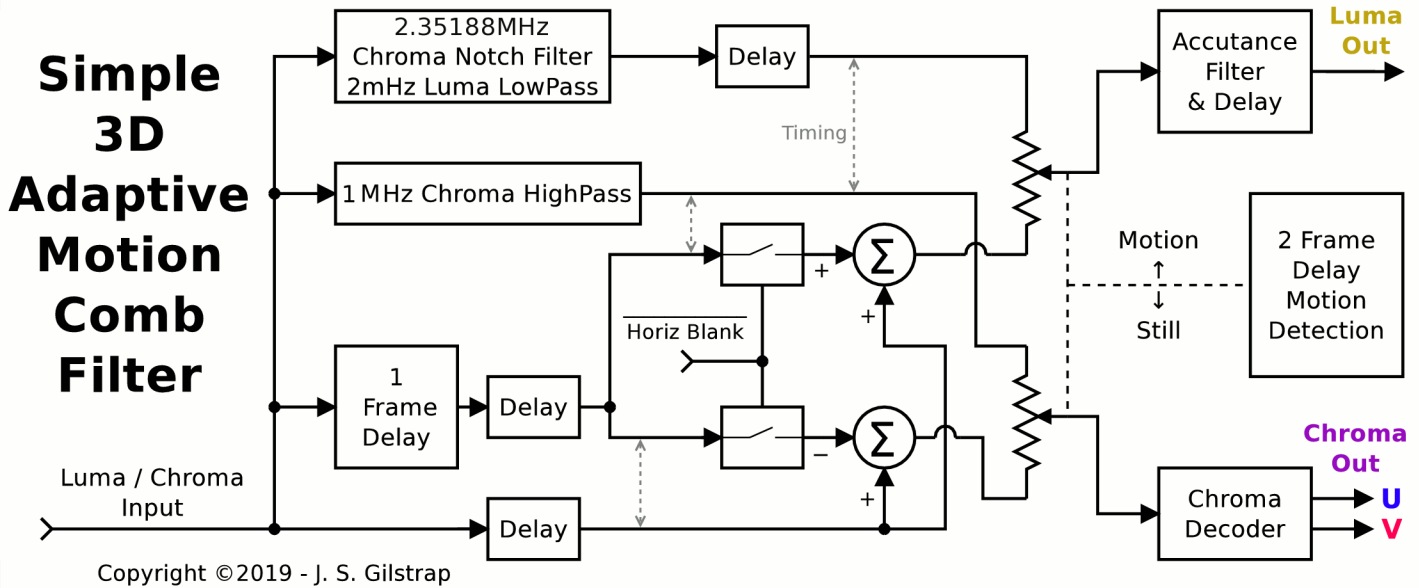 Simple
3D
Adaptive
Motion
Comb
Filter
2.35188MHz
Chroma Notch Filter
2mHz Luma LowPass
Delay
Timing
Accutance
Filter
& Delay
Luma
Out
1 MHz Chroma HighPass
+
Σ
+
Motion
↑
↓
Still
2 Frame
Delay
Motion
Detection
Horiz Blank
1
Frame
Delay
Delay
−
Σ
+
Luma / Chroma
Input
Delay
Chroma
Decoder
Chroma
Out
U
V
Copyright ©2019 - J. S. Gilstrap